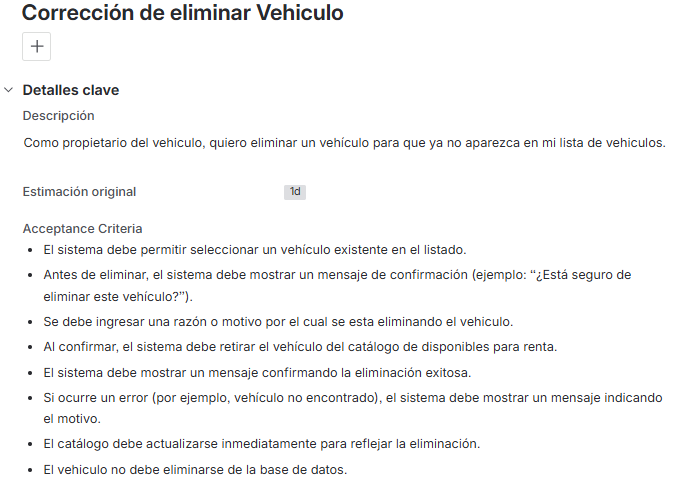 Corrección de eliminar Vehiculo
Detalles clave
Descripción
Como propietario del vehiculo, quiero eliminar un vehículo para que ya no aparezca en mi lista de vehiculos.
Estimación original 1d
Acceptance Criteria
• El sistema debe permitir seleccionar un vehículo existente en el listado.
• Antes de eliminar, el sistema debe mostrar un mensaje de confirmación (ejemplo: “¿Está seguro de
eliminar este vehículo?”).
• Se debe ingresar una razón o motivo por el cual se esta eliminando el vehiculo.
• Al confirmar, el sistema debe retirar el vehículo del catálogo de disponibles para renta.
• El sistema debe mostrar un mensaje confirmando la eliminación exitosa.
• Si ocurre un error (por ejemplo, vehículo no encontrado), el sistema debe mostrar un mensaje indicando
el motivo.
• El catálogo debe actualizarse inmediatamente para reflejar la eliminación.
• El vehiculo no debe eliminarse de la base de datos.